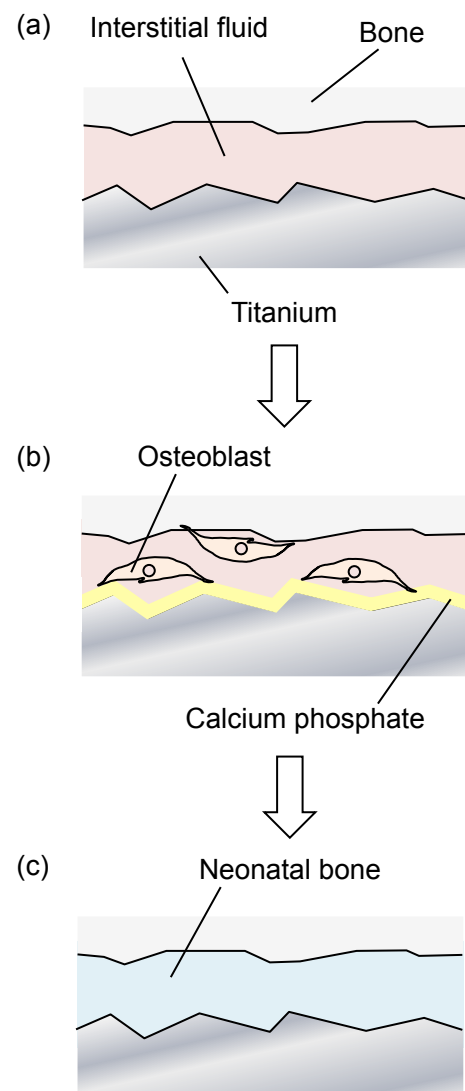 (a)
Interstitial fluid
Bone
Titanium
(b)
Osteoblast
Calcium phosphate
(c)
Neonatal bone